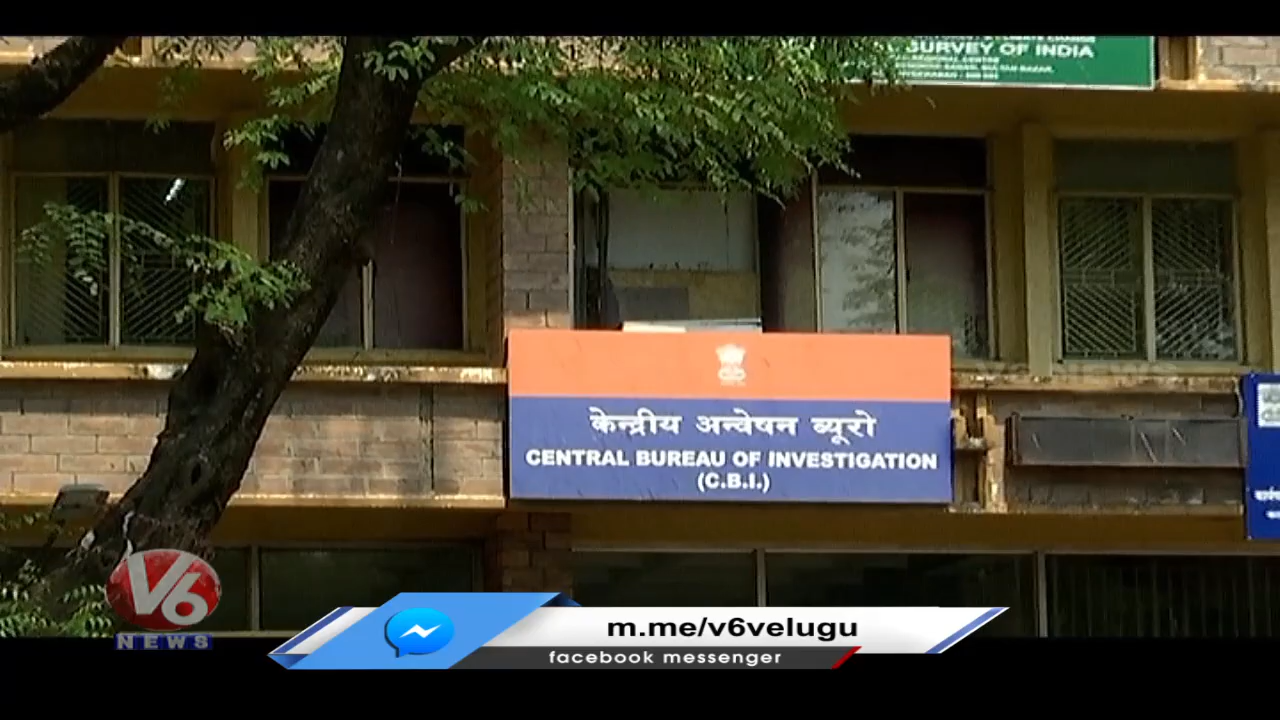 SURVEY OF INDIA
केन्द्रीय अन्वेषन ब्यूरो
CENTRAL BUREAU OF INVESTIGATION
(C.B.I.)
V6
NEWS
m.me/v6velugu
facebook messenger